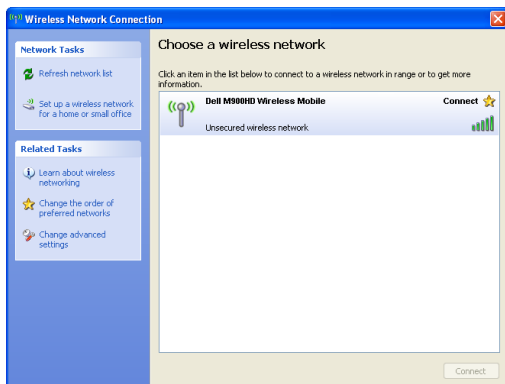 Wireless Network Connection
Network Tasks
Refresh network list
Set up a wireless network
for a home or small office
Related Tasks
Learn about wireless
networking
Change the order of
preferred networks
Change advanced
settings
Choose a wireless network
Click an item in the list below to connect to a wireless network in range or to get more
information.
Dell M900HD Wireless Mobile Connect
Unsecured wireless network
Connect